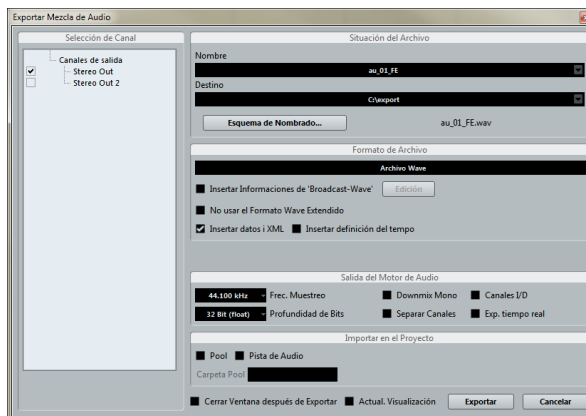 Exportar Mezcla de Audio
Selección de Canal
Canales de salida
Stereo Out
Stereo Out 2
Situación del Archivo
Nombre
au_01_FE
Destino
C:\export
Esquema de Nombrado...
au_01_FE.wav
Formato de Archivo
Archivo Wave
Insertar Informaciones de 'Broadcast-Wave'
Edición
No usar el Formato Wave Extendido
Insertar datos i XML
Insertar definición del tempo
Salida del Motor de Audio
44.100 kHz
Frec. Muestreo
Downmix Mono
Canales I/D
32 Bit (float)
Profundidad de Bits
Separar Canales
Exp. tiempo real
Importar en el Proyecto
Pool
Pista de Audio
Carpeta Pool
Cerrar Ventana después de Exportar
Actual. Visualización
Exportar
Cancelar